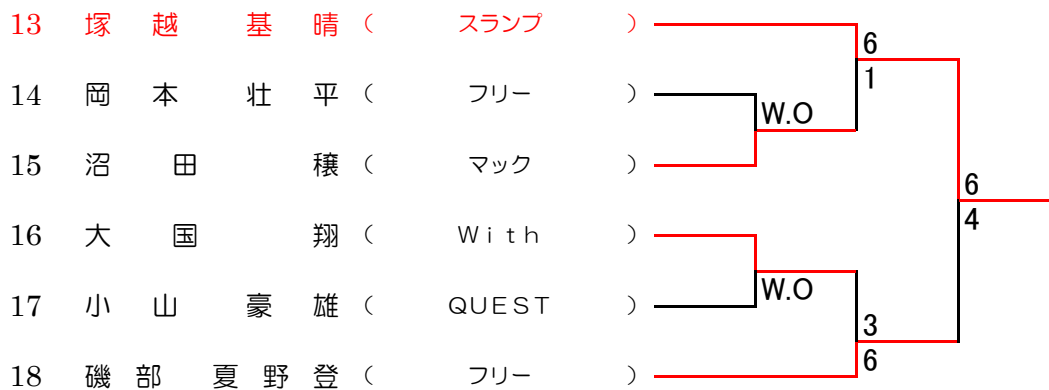 13 塚越 基晴 ( スランプ )
6
1
14 岡本 壮平 ( フリー )
W.O
15 沼田 穣 ( マック )
6
4
16 大国 翔 ( With )
W.O
17 小山 豪雄 ( QUEST )
3
6
18 磯部 夏野登 ( フリー )